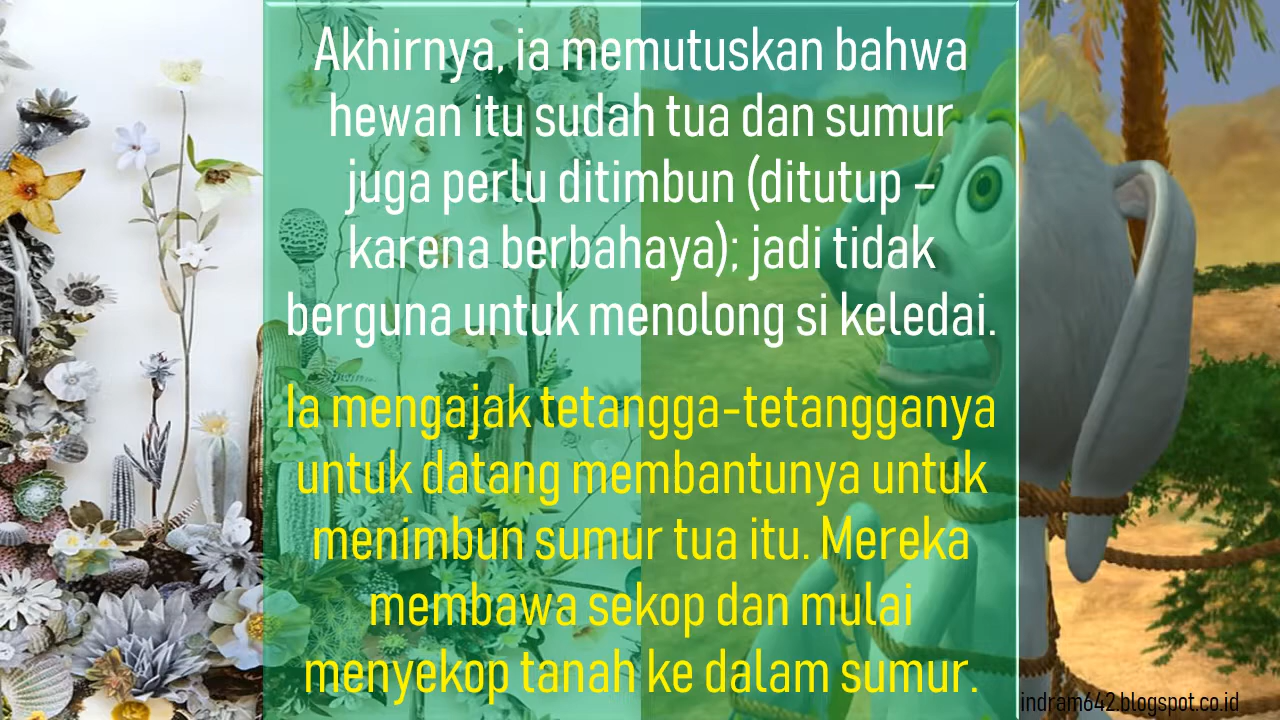 Akhirnya, ia memutuskan bahwa
hewan itu sudah tua dan sumur
juga perlu ditimbun (ditutup –
karena berbahaya); jadi tidak
berguna untuk menolong si keledai.
Ia mengajak tetangga-tetangganya
untuk datang membantunya untuk
menimbun sumur tua itu. Mereka
membawa sekop dan mulai
menyekop tanah ke dalam sumur.
indram642.blogspot.co.id